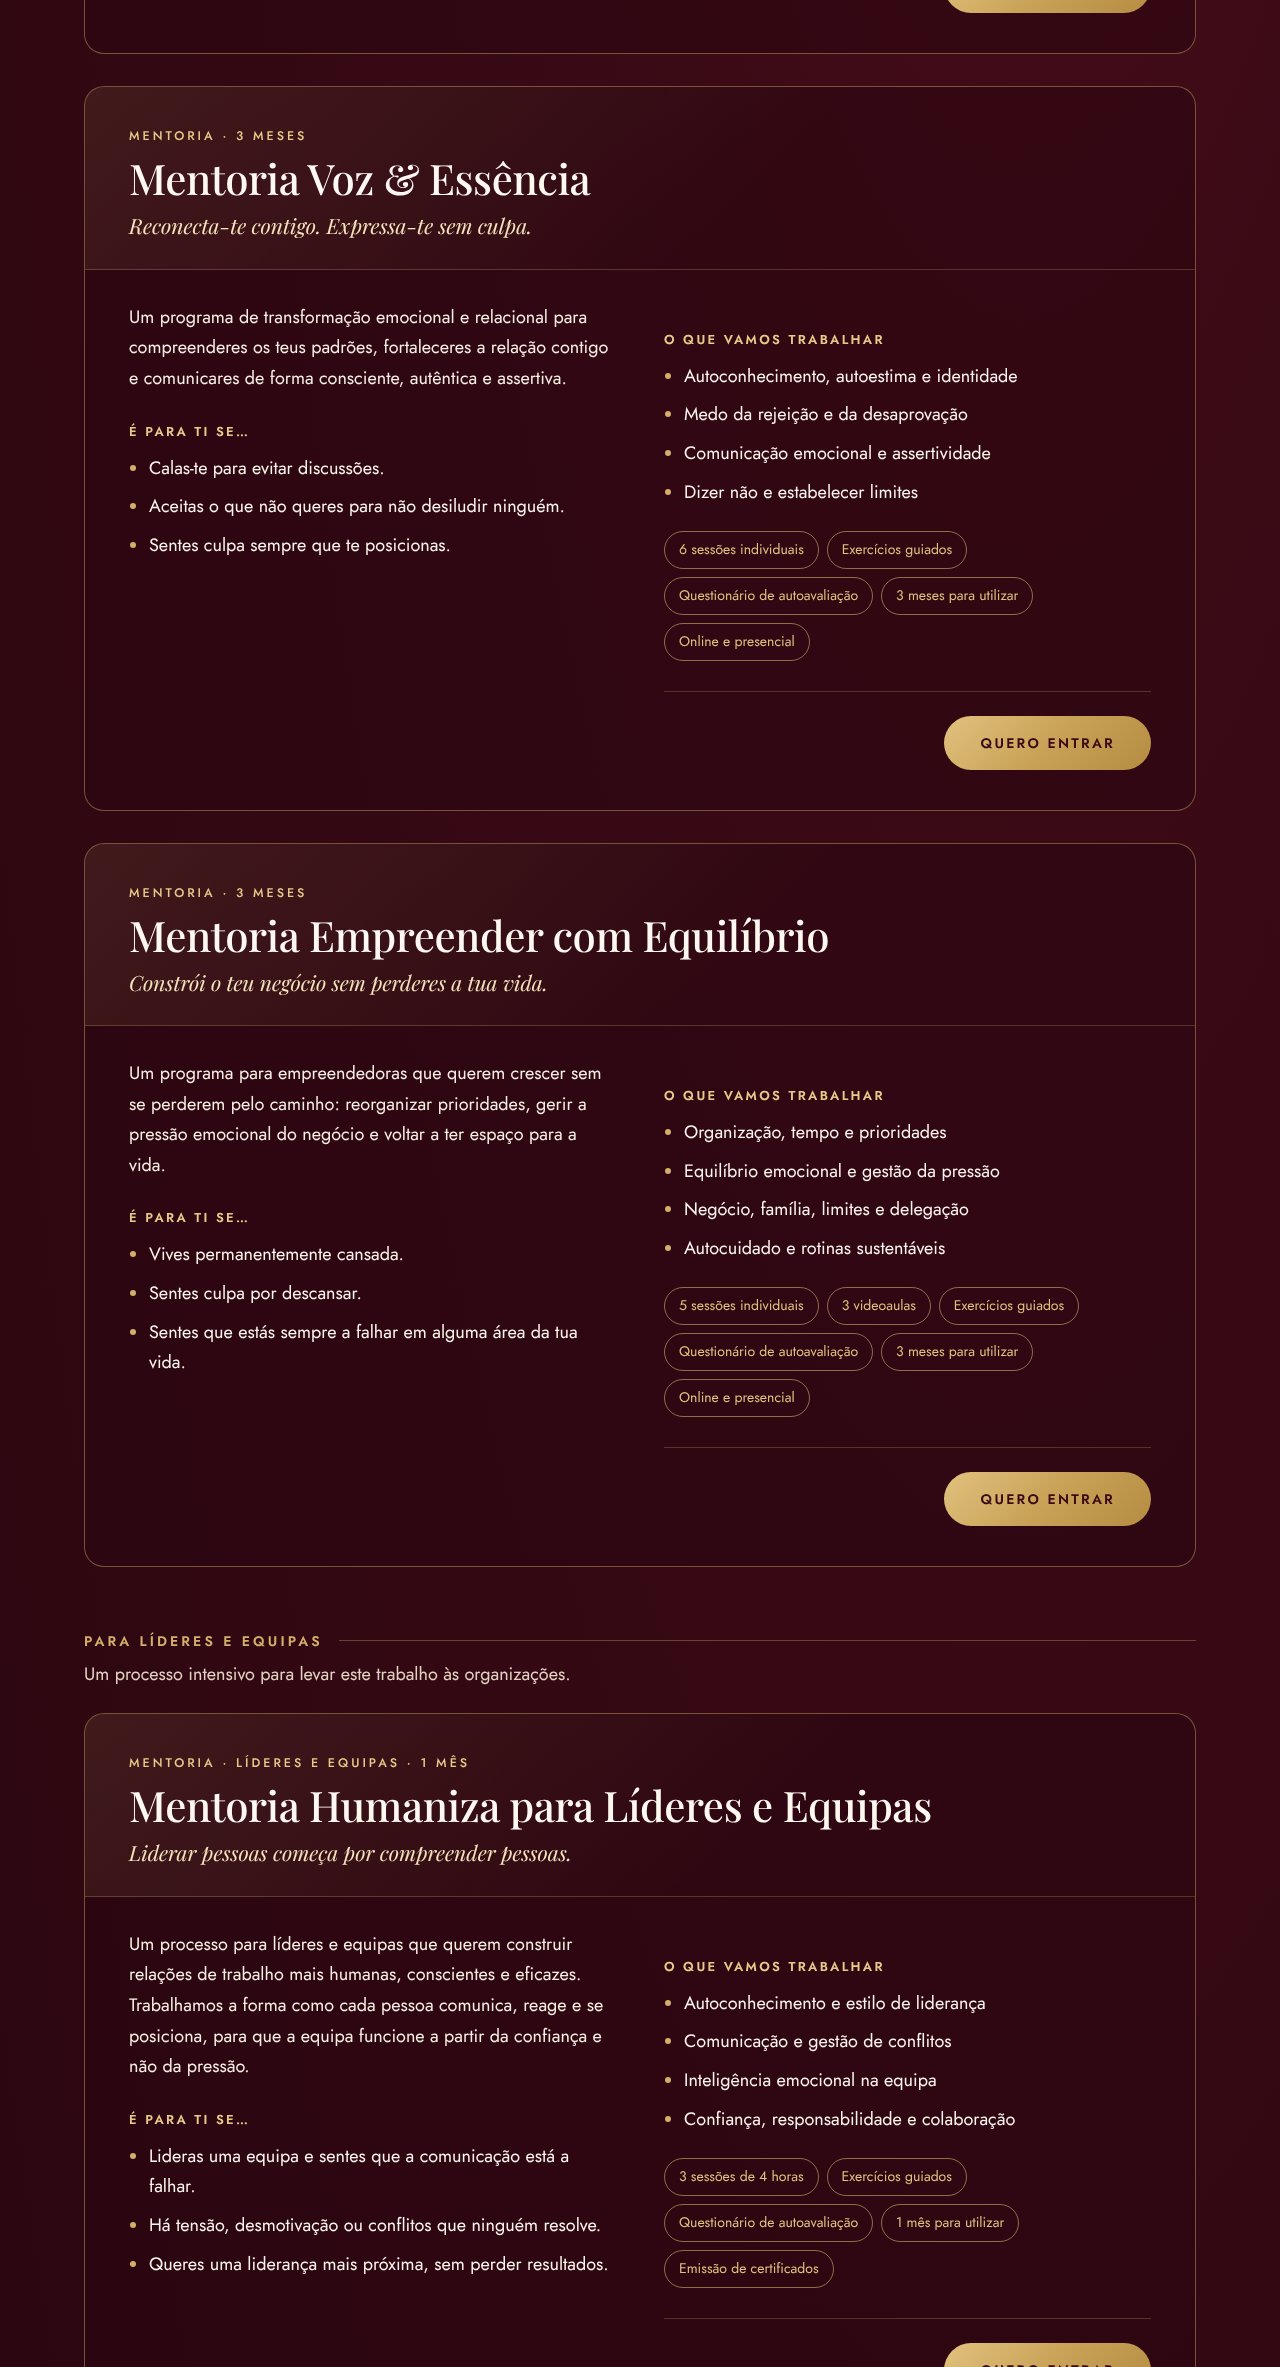 MENTORIA · 3 MESES
Mentoria Voz & Essência
Reconecta-te contigo. Expressa-te sem culpa.
Um programa de transformação emocional e relacional para
compreenderes os teus padrões, fortaleceres a relação contigo
e comunicares de forma consciente, autêntica e assertiva.
É PARA TI SE...
Calas-te para evitar discussões.
Aceitas o que não queres para não desiludir ninguém.
Sentes culpa sempre que te posicionas.
O QUE VAMOS TRABALHAR
Autoconhecimento, autoestima e identidade
Medo da rejeição e da desaprovação
Comunicação emocional e assertividade
Dizer não e estabelecer limites
6 sessões individuais
Exercícios guiados
Questionário de autoavaliação
3 meses para utilizar
Online e presencial
QUERO ENTRAR
MENTORIA · 3 MESES
Mentoria Empreender com Equilíbrio
Constrói o teu negócio sem perderes a tua vida.
Um programa para empreendedoras que querem crescer sem
se perderem pelo caminho: reorganizar prioridades, gerir a
pressão emocional do negócio e voltar a ter espaço para a
vida.
É PARA TI SE...
Vives permanentemente cansada.
Sentes culpa por descansar.
Sentes que estás sempre a falhar em alguma área da tua
vida.
O QUE VAMOS TRABALHAR
Organização, tempo e prioridades
Equilíbrio emocional e gestão da pressão
Negócio, família, limites e delegação
Autocuidado e rotinas sustentáveis
5 sessões individuais
3 videoaulas
Exercícios guiados
Questionário de autoavaliação
3 meses para utilizar
Online e presencial
QUERO ENTRAR
PARA LÍDERES E EQUIPAS
Um processo intensivo para levar este trabalho às organizações.
MENTORIA · LÍDERES E EQUIPAS · 1 MÊS
Mentoria Humaniza para Líderes e Equipas
Liderar pessoas começa por compreender pessoas.
Um processo para líderes e equipas que querem construir
relações de trabalho mais humanas, conscientes e eficazes.
Trabalhamos a forma como cada pessoa comunica, reage e se
posiciona, para que a equipa funcione a partir da confiança e
não da pressão.
É PARA TI SE...
Lideras uma equipa e sentes que a comunicação está a
falhar.
Há tensão, desmotivação ou conflitos que ninguém resolve.
Queres uma liderança mais próxima, sem perder resultados.
O QUE VAMOS TRABALHAR
Autoconhecimento e estilo de liderança
Comunicação e gestão de conflitos
Inteligência emocional na equipa
Confiança, responsabilidade e colaboração
3 sessões de 4 horas
Exercícios guiados
Questionário de autoavaliação
1 mês para utilizar
Emissão de certificados